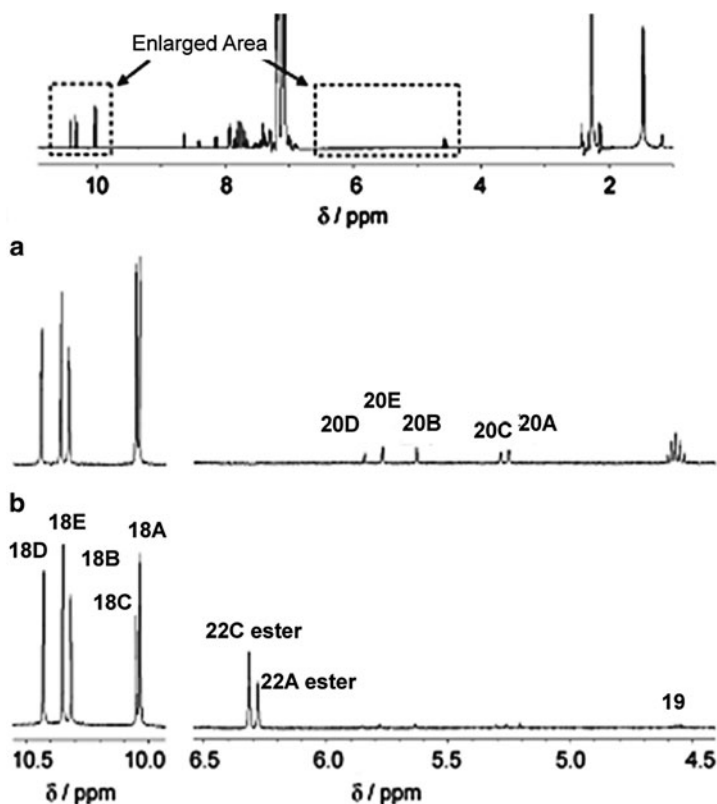 Enlarged Area
10 8 6 4 2
δ / ppm
a
20D
20E
20B
20C
20A
b
18D
18E
18B
18C
18A
22C ester
22A ester
19
10.5 10.0 6.5 6.0 5.5 5.0 4.5
δ / ppm δ / ppm